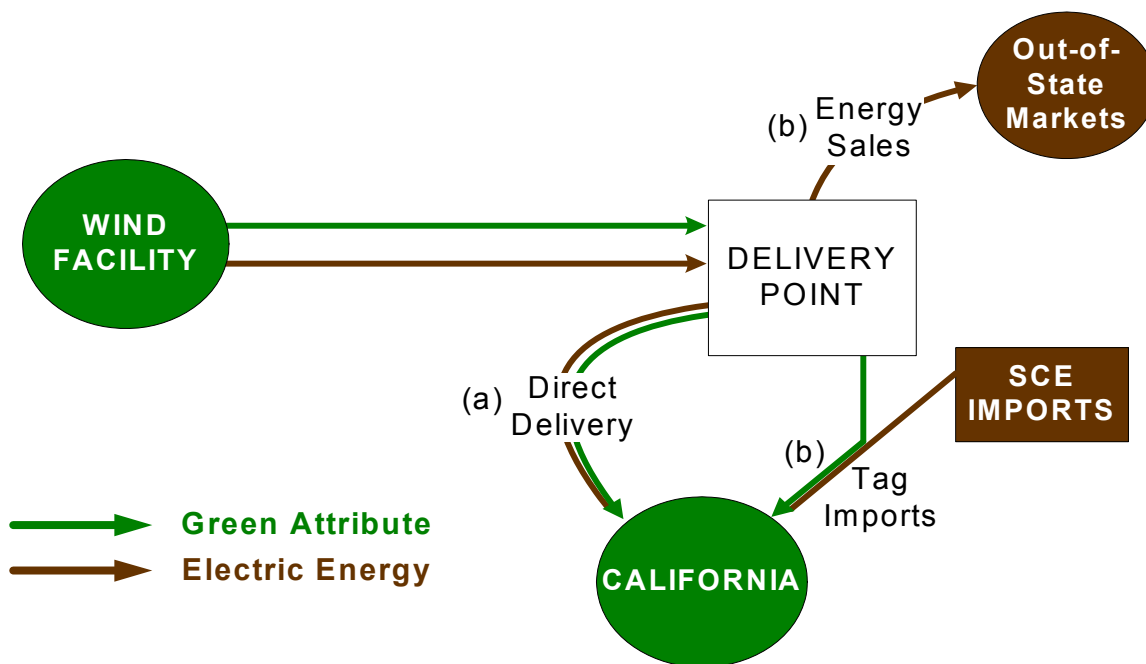 Out-of-
State
Markets
(b) Energy
Sales
WIND
FACILITY
DELIVERY
POINT
SCE
IMPORTS
(a) Direct
Delivery
(b) Tag
Imports
Green Attribute
Electric Energy
CALIFORNIA